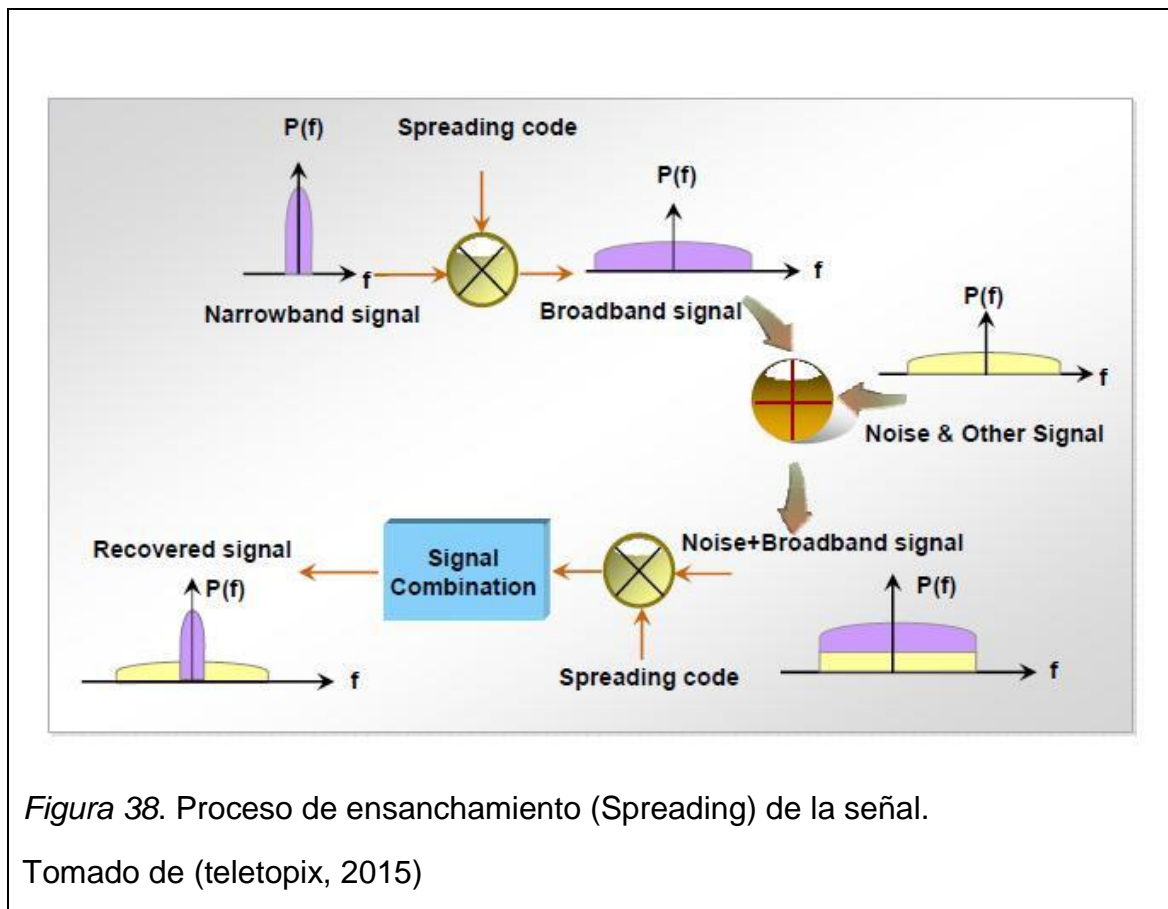 P(f)
Spreading code
P(f)
f
f
Narrowband signal
Broadband signal
P(f)
f
Noise & Other Signal
Noise+Broadband signal
Recovered signal
P(f)
Signal
Combination
P(f)
f
f
Spreading code
Figura 38. Proceso de ensanchamiento (Spreading) de la señal.
Tomado de (teletopix, 2015)